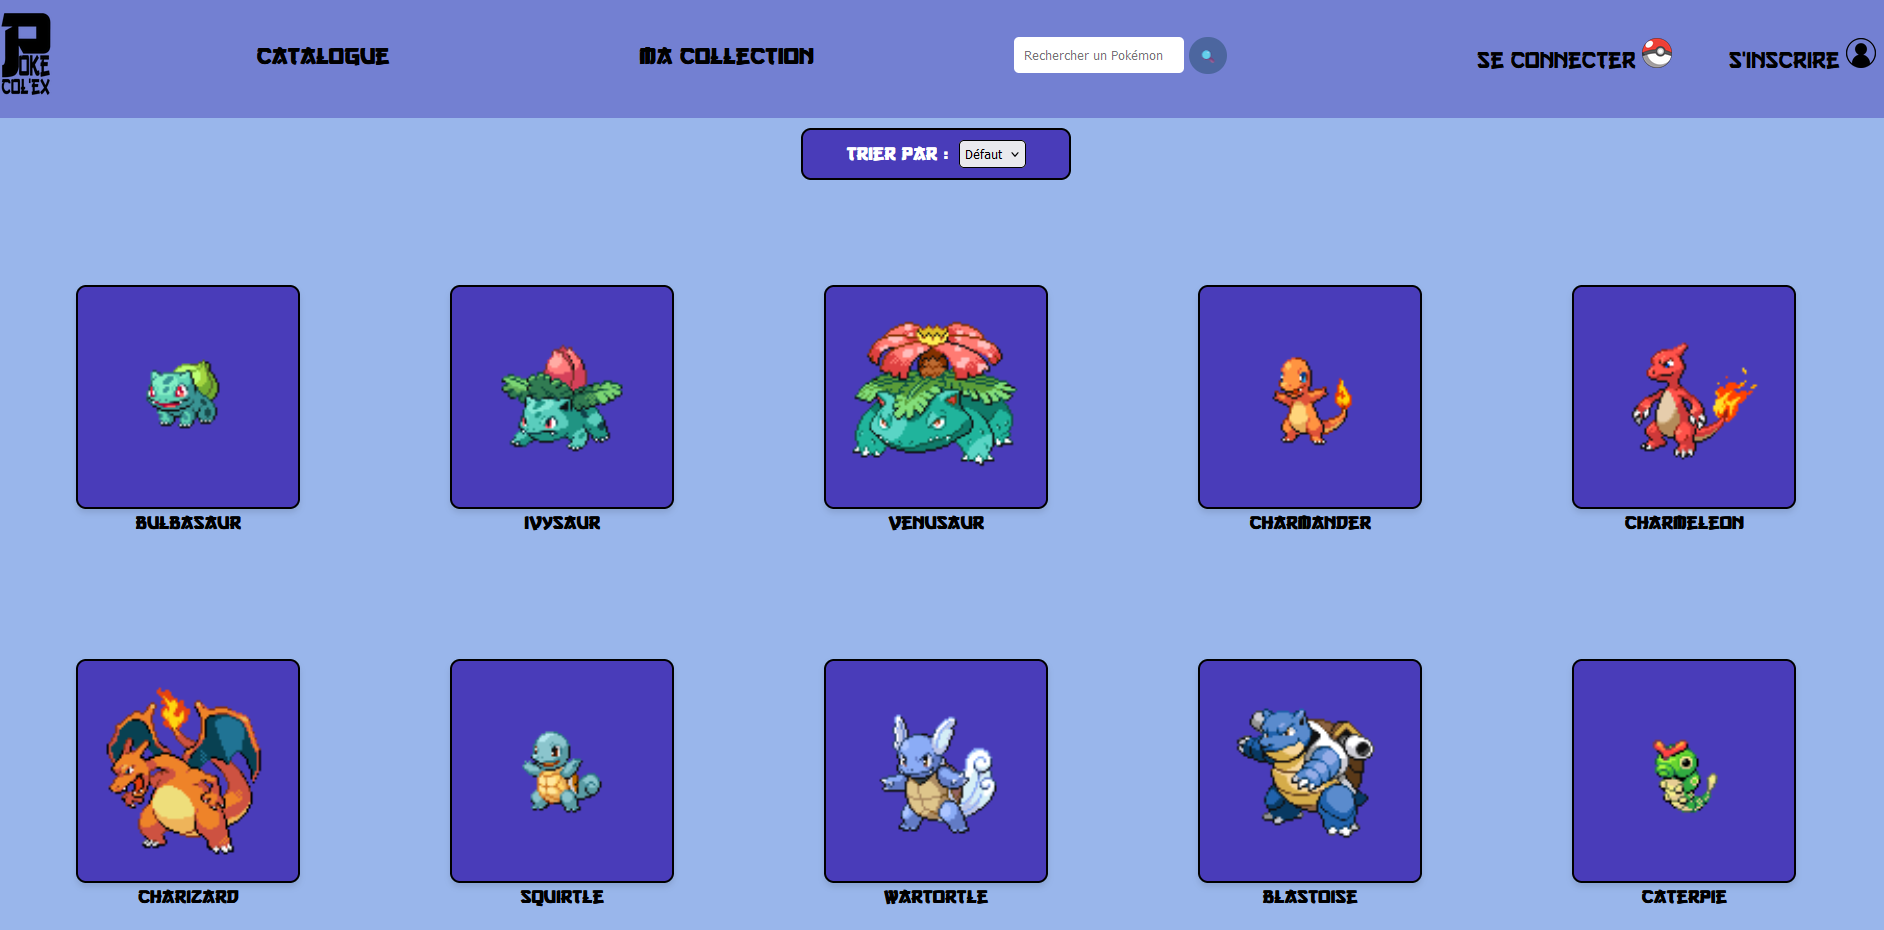 POKE
COL'EX
CATALOGUE
MA COLLECTION
Rechercher un Pokémon
SE CONNECTER
S'INSCRIRE
TRIER PAR :
Défaut
BULBASAUR
IVYSAUR
VENUSAUR
CHARMANDER
CHARMELEON
CHARIZARD
SQUIRTLE
WARTORTLE
BLASTOISE
CATERPIE